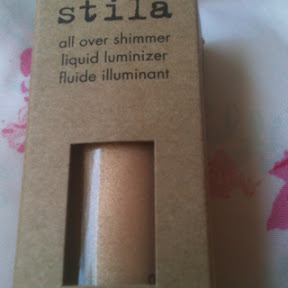 stila
all over shimmer
liquid luminizer
fluide illuminant